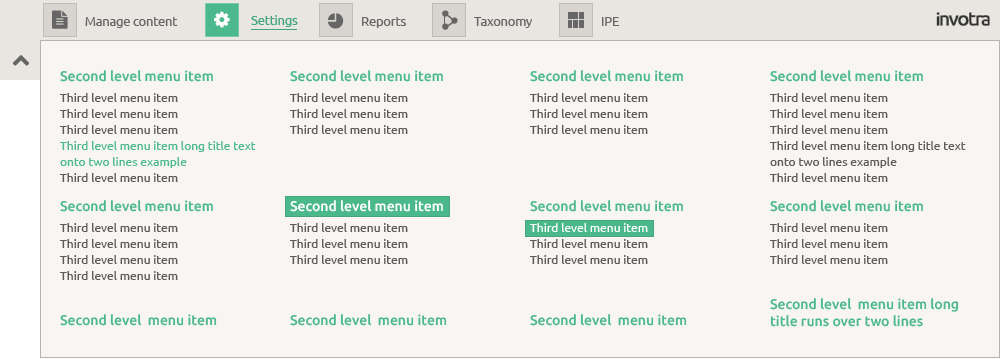 Manage content
Settings
Reports
Taxonomy
IPE
invotra
Second level menu item
Third level menu item
Third level menu item
Third level menu item
Third level menu item long title text
onto two lines example
Third level menu item
Second level menu item
Third level menu item
Third level menu item
Third level menu item
Second level menu item
Third level menu item
Third level menu item
Third level menu item
Second level menu item
Third level menu item
Third level menu item
Third level menu item
Third level menu item long title text
onto two lines example
Third level menu item
Second level menu item
Third level menu item
Third level menu item
Third level menu item
Third level menu item
Second level menu item
Third level menu item
Third level menu item
Third level menu item
Second level menu item
Third level menu item
Third level menu item
Third level menu item
Second level menu item
Third level menu item
Third level menu item
Third level menu item
Second level menu item
Second level menu item
Second level menu item
Second level menu item long
title runs over two lines